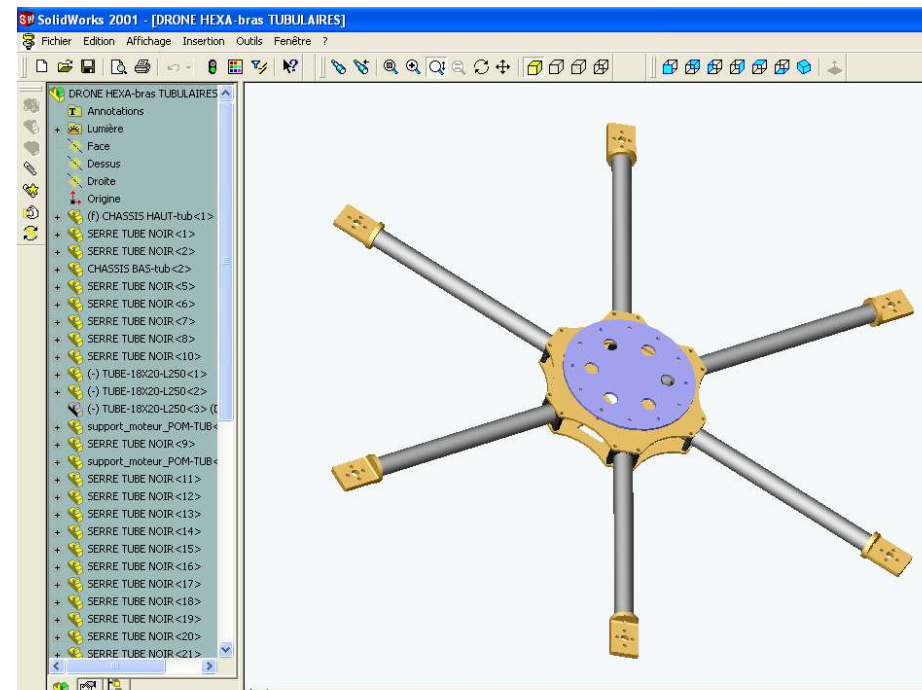 SolidWorks 2001 - [DRONE HEXA-bras TUBULAIRES]
Fichier Edition Affichage Insertion Outils Fenêtre ?
DRONE HEXA-bras TUBULAIRES
Annotations
Lumière
Face
Dessus
Droite
Origine
(f) CHASSIS HAUT-tub<1>
SERRE TUBE NOIR<1>
SERRE TUBE NOIR<2>
CHASSIS BAS-tub<2>
SERRE TUBE NOIR<5>
SERRE TUBE NOIR<6>
SERRE TUBE NOIR<7>
SERRE TUBE NOIR<8>
SERRE TUBE NOIR<10>
(-) TUBE-18X20-L250<1>
(-) TUBE-18X20-L250<2>
(-) TUBE-18X20-L250<3> (
support_moteur_POM-TUB<
SERRE TUBE NOIR<9>
support_moteur_POM-TUB<
SERRE TUBE NOIR<11>
SERRE TUBE NOIR<12>
SERRE TUBE NOIR<13>
SERRE TUBE NOIR<14>
SERRE TUBE NOIR<15>
SERRE TUBE NOIR<16>
SERRE TUBE NOIR<17>
SERRE TUBE NOIR<18>
SERRE TUBE NOIR<19>
SERRE TUBE NOIR<20>
SERRE TUBE NOIR<21>